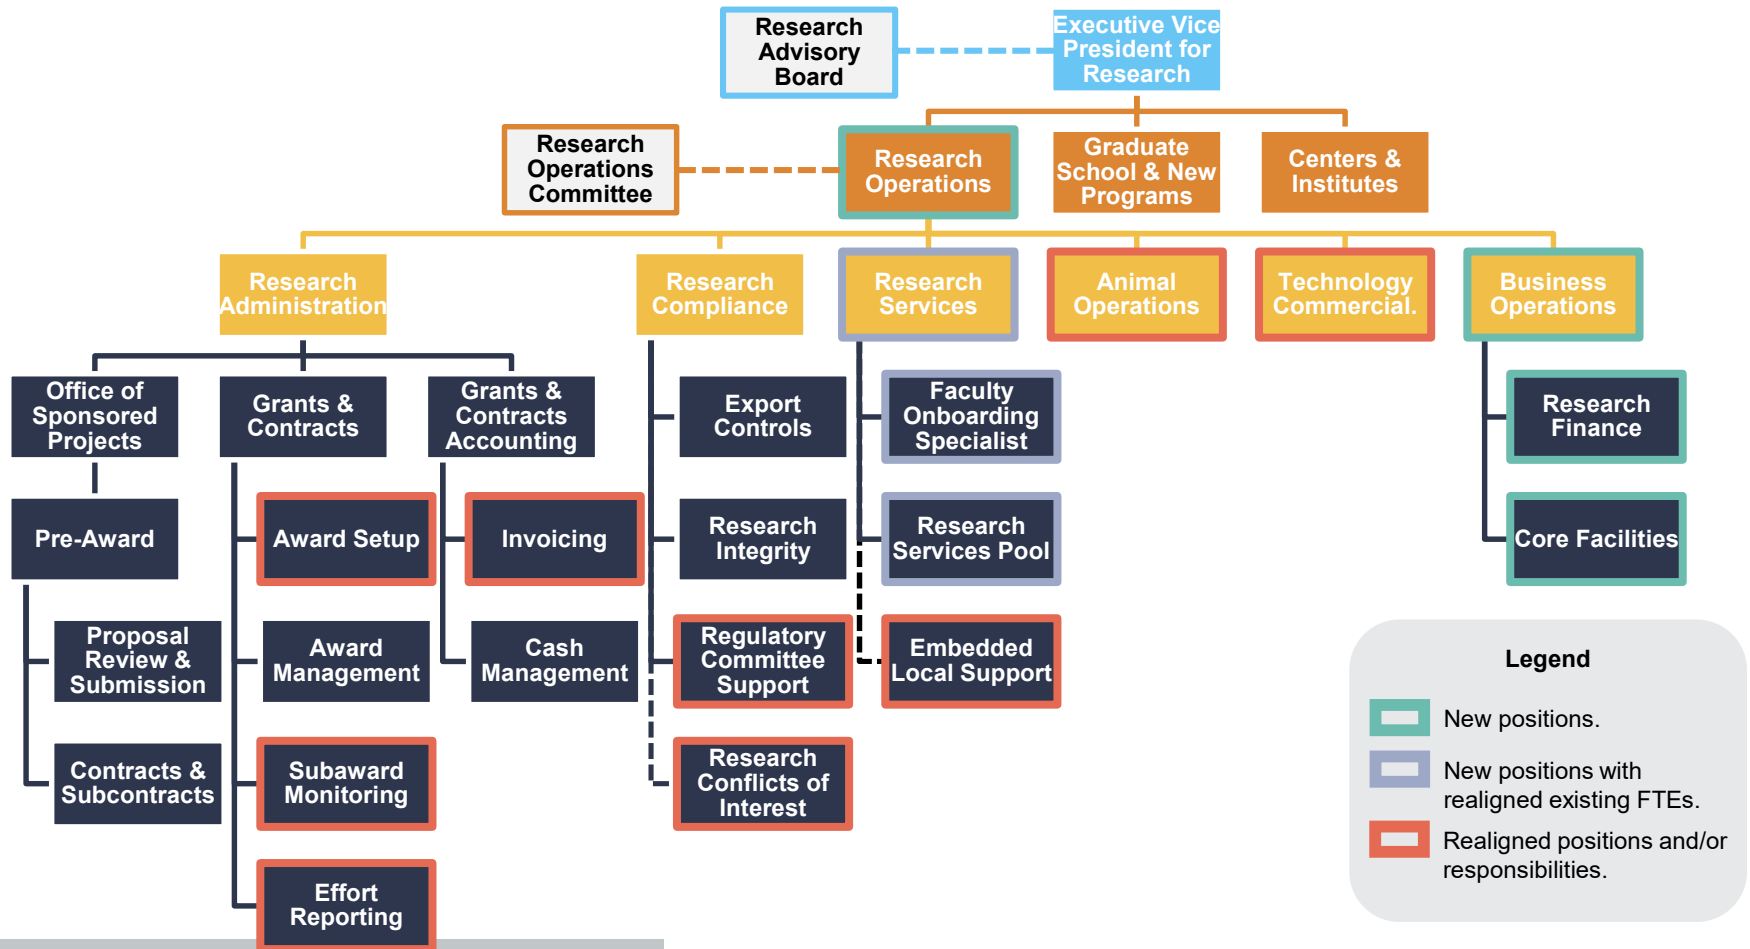 Research
Advisory
Board
Executive Vice
President for
Research
Research
Operations
Committee
Research
Operations
Graduate
School & New
Programs
Centers &
Institutes
Research
Administration
Research
Compliance
Research
Services
Animal
Operations
Technology
Commercial.
Business
Operations
Office of
Sponsored
Projects
Grants &
Contracts
Grants &
Contracts
Accounting
Export
Controls
Faculty
Onboarding
Specialist
Research
Finance
Pre-Award
Award Setup
Invoicing
Research
Integrity
Research
Services Pool
Core Facilities
Proposal
Review &
Submission
Award
Management
Cash
Management
Regulatory
Committee
Support
Embedded
Local Support
Contracts &
Subcontracts
Subaward
Monitoring
Research
Conflicts of
Interest
Effort
Reporting
Legend
New positions.
New positions with
realigned existing FTEs.
Realigned positions and/or
responsibilities.